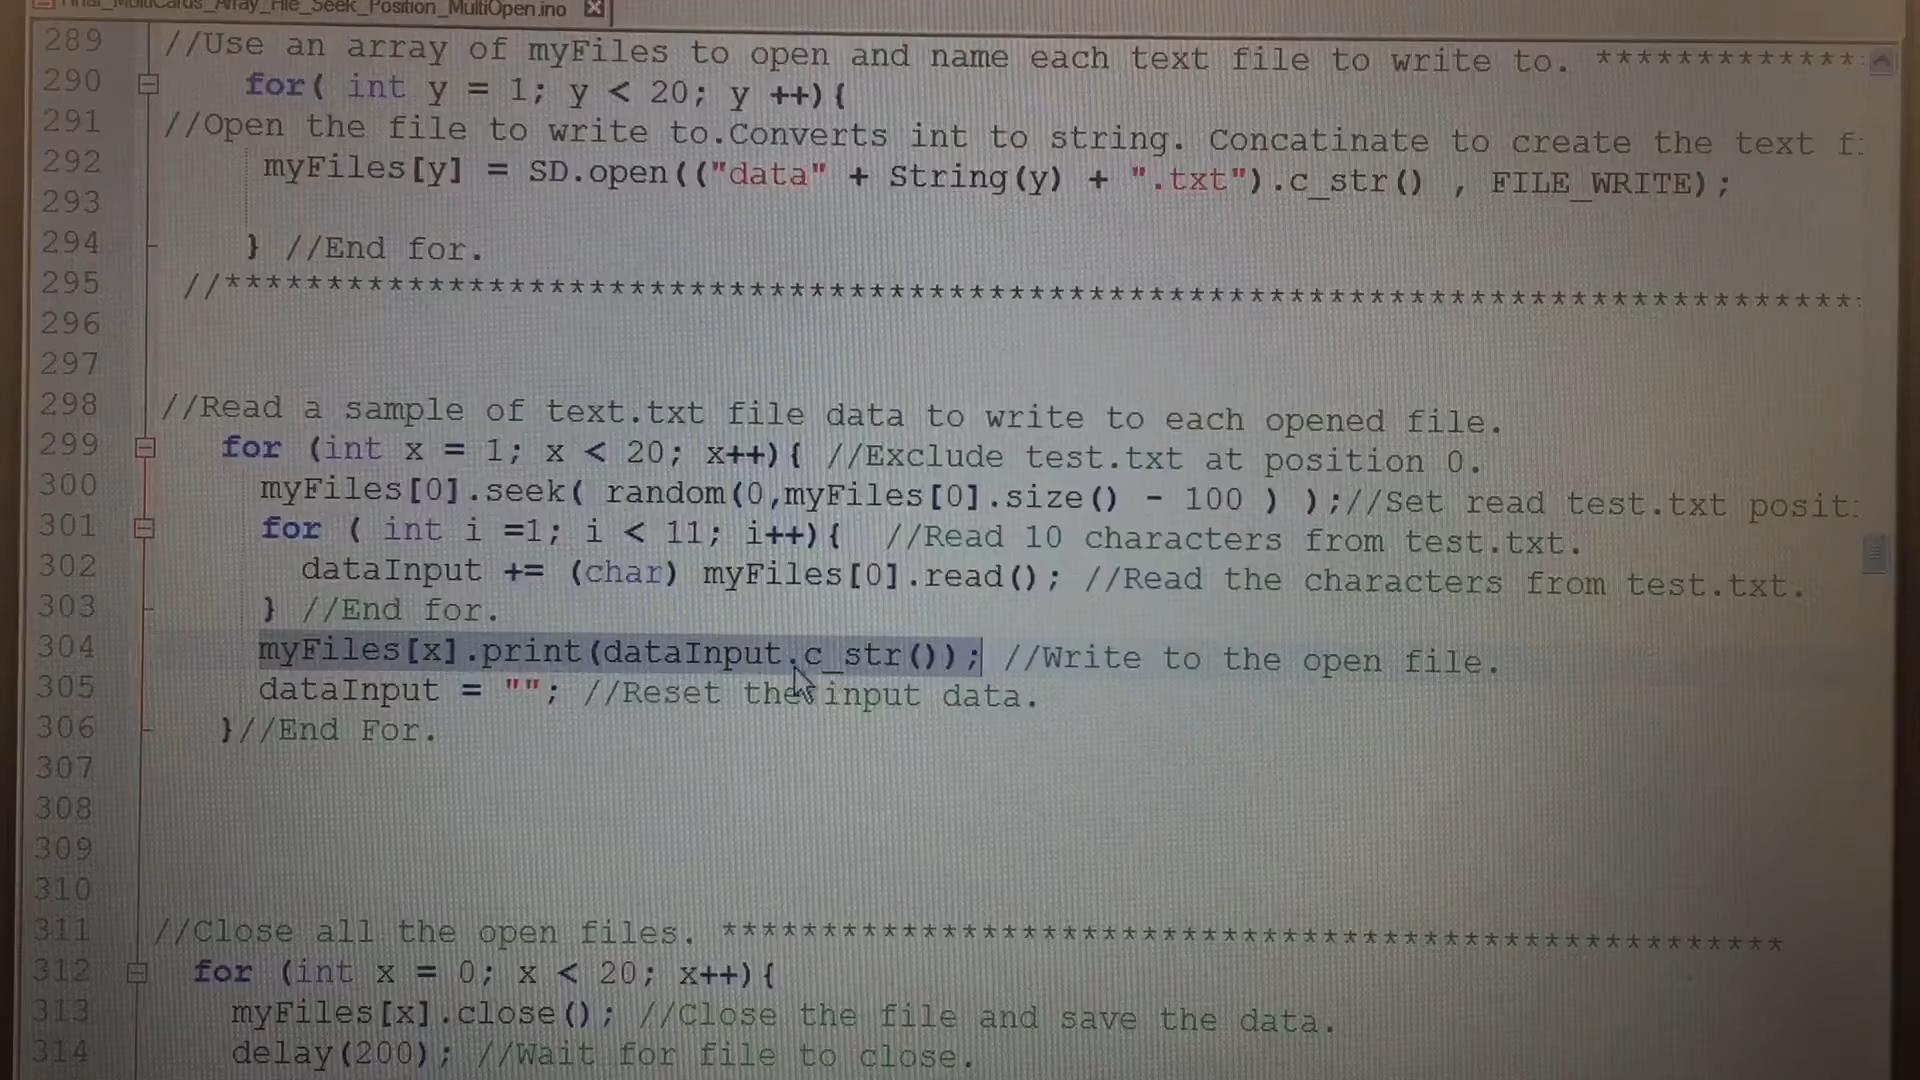 Final_MultiCards_Array_File_Seek_Position_MultiOpen.ino
289 //Use an array of myFiles to open and name each text file to write to. *************
290 for( int y = 1; y < 20; y ++){
291 //Open the file to write to.Converts int to string. Concatinate to create the text f
292 myFiles[y] = SD.open(("data" + String(y) + ".txt").c_str() , FILE_WRITE);
293
294 } //End for.
295 //*********************************************************************************
296
297
298 //Read a sample of text.txt file data to write to each opened file.
299 for (int x = 1; x < 20; x++){ //Exclude test.txt at position 0.
300 myFiles[0].seek( random(0,myFiles[0].size() - 100 ) );//Set read test.txt posit
301 for ( int i =1; i < 11; i++){ //Read 10 characters from test.txt.
302 dataInput += (char) myFiles[0].read(); //Read the characters from test.txt.
303 } //End for.
304 myFiles[x].print(dataInput.c_str()); //Write to the open file.
305 dataInput = ""; //Reset the input data.
306 }//End For.
307
308
309
310
311 //Close all the open files. *****************************************************
312 for (int x = 0; x < 20; x++){
313 myFiles[x].close(); //Close the file and save the data.
314 delay(200); //Wait for file to close.